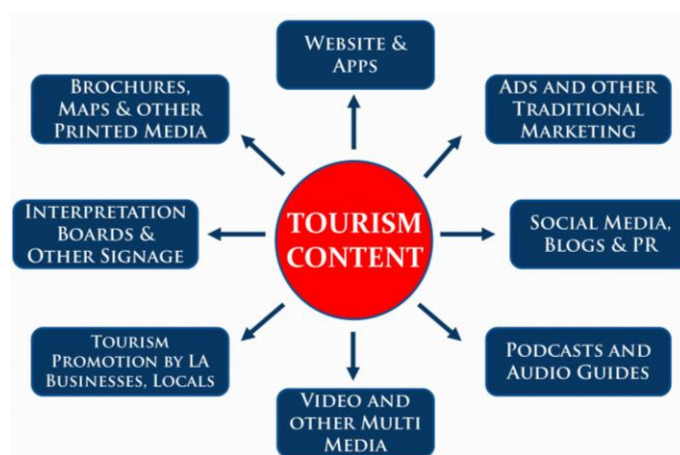 WEBSITE &
APPS
BROCHURES,
MAPS & OTHER
PRINTED MEDIA
ADS AND OTHER
TRADITIONAL
MARKETING
INTERPRETATION
BOARDS &
OTHER SIGNAGE
TOURISM
CONTENT
SOCIAL MEDIA,
BLOGS & PR
TOURISM
PROMOTION BY LA
BUSINESSES, LOCALS
PODCASTS AND
AUDIO GUIDES
VIDEO AND
OTHER MULTI
MEDIA